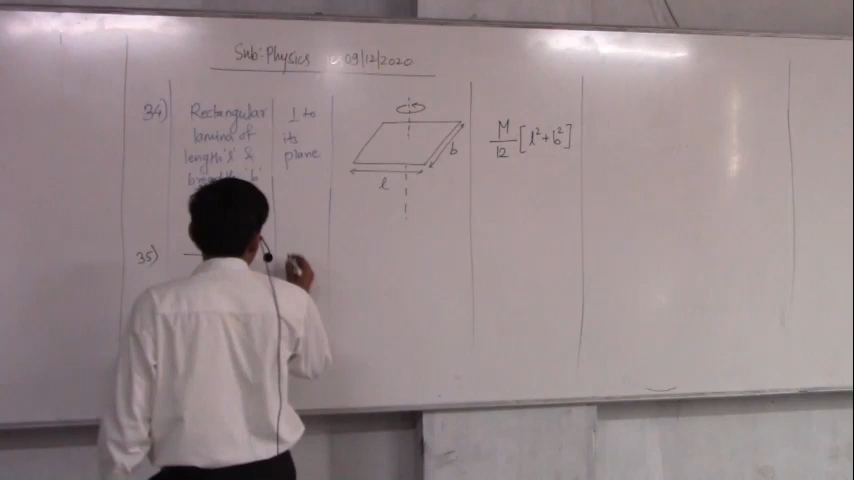 Sub: Physics 09/12/2020
34)
Rectangular
lamina of
length 'l' &
breadth 'b'
⊥ to
its
plane
l
b
M/12 [l²+b²]
35)